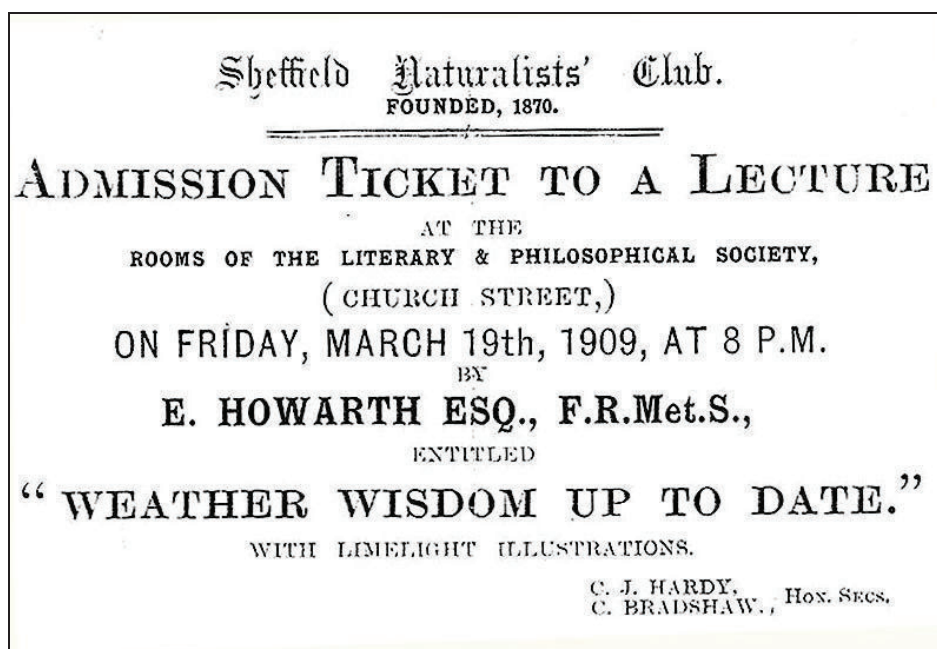 Sheffield Naturalists' Club.
FOUNDED, 1870.
ADMISSION TICKET TO A LECTURE
AT THE
ROOMS OF THE LITERARY & PHILOSOPHICAL SOCIETY,
(CHURCH STREET,)
ON FRIDAY, MARCH 19th, 1909, AT 8 P.M.
BY
E. HOWARTH ESQ., F.R.Met.S.,
ENTITLED
“WEATHER WISDOM UP TO DATE.”
WITH LIMELIGHT ILLUSTRATIONS.
C. J. HARDY,
C. BRADSHAW., HON. SECS.